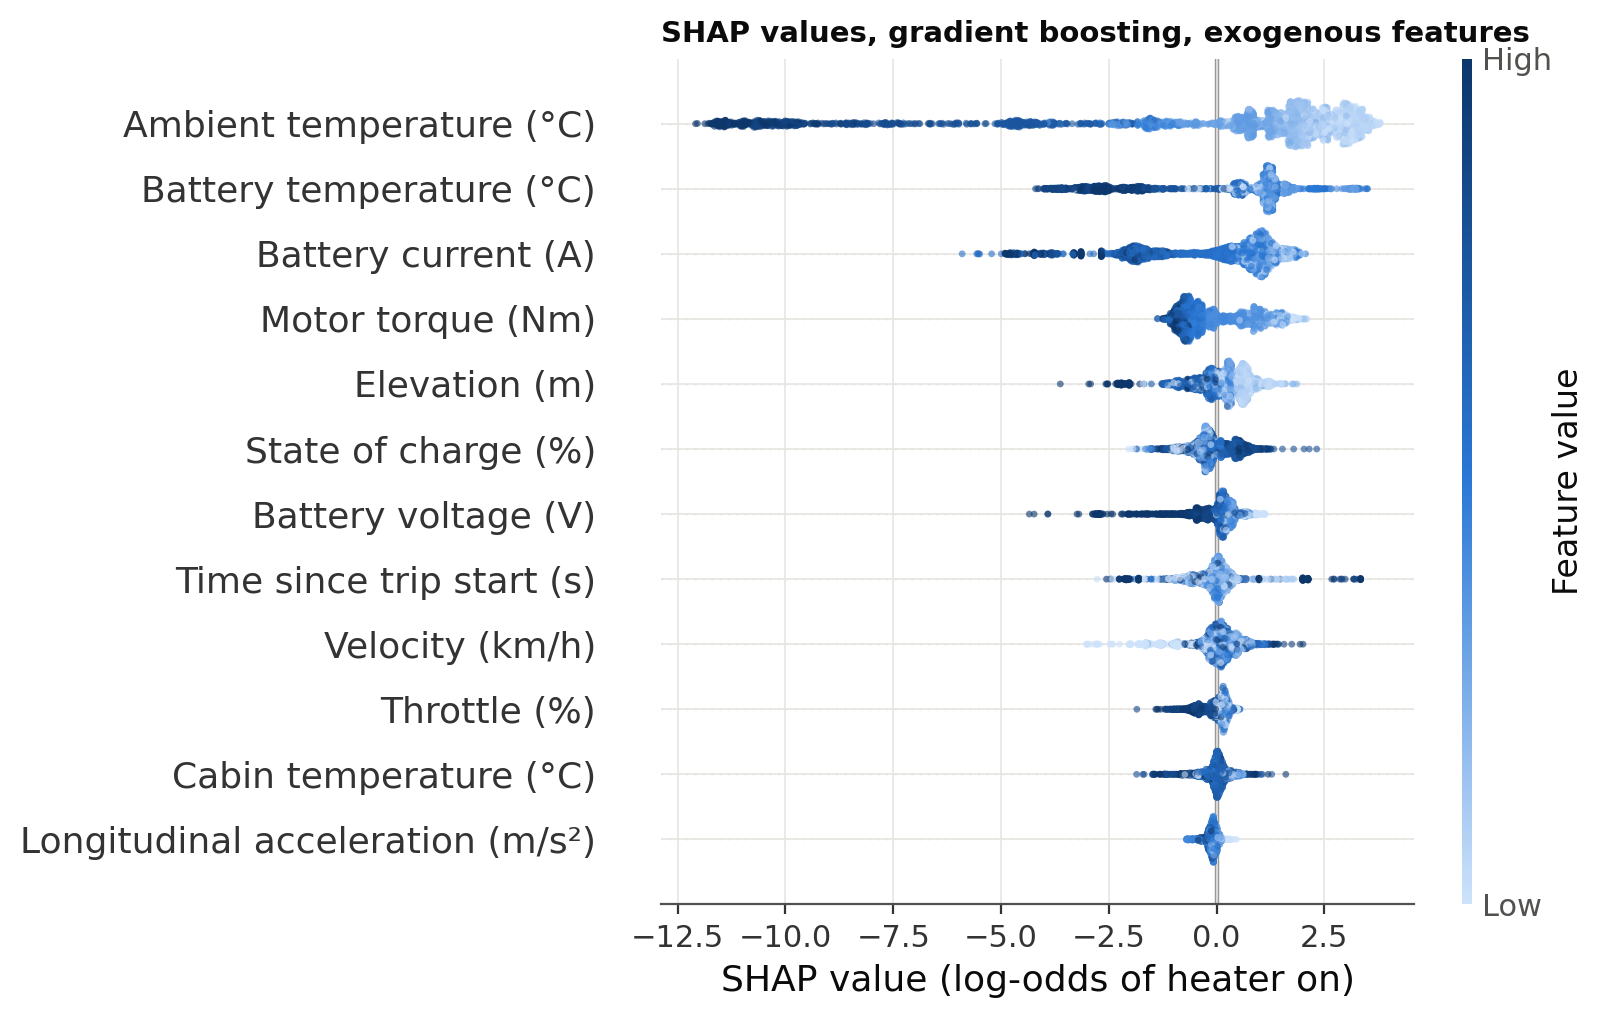 SHAP values, gradient boosting, exogenous features
High
Ambient temperature (°C)
Battery temperature (°C)
Battery current (A)
Motor torque (Nm)
Elevation (m)
State of charge (%)
Battery voltage (V)
Time since trip start (s)
Velocity (km/h)
Throttle (%)
Cabin temperature (°C)
Longitudinal acceleration (m/s²)
Feature value
Low
−12.5 −10.0 −7.5 −5.0 −2.5 0.0 2.5
SHAP value (log-odds of heater on)